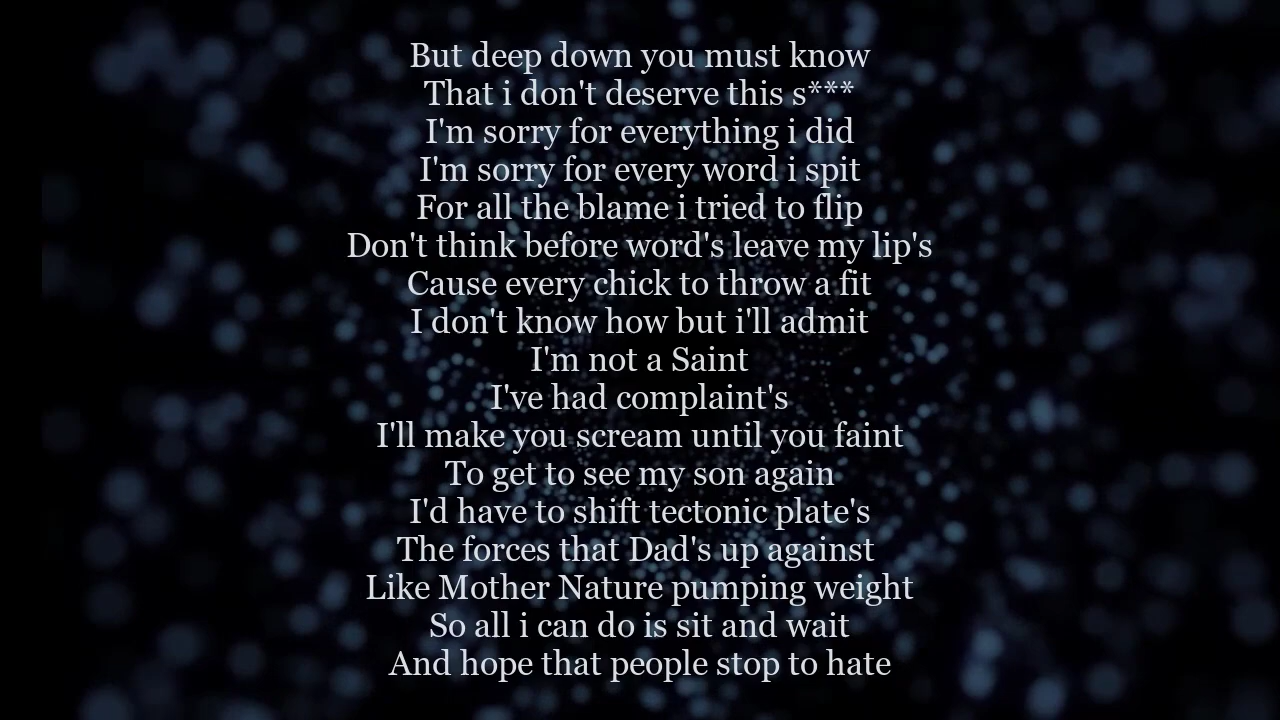 But deep down you must know
That i don't deserve this s***
I'm sorry for everything i did
I'm sorry for every word i spit
For all the blame i tried to flip
Don't think before word's leave my lip's
Cause every chick to throw a fit
I don't know how but i'll admit
I'm not a Saint
I've had complaint's
I'll make you scream until you faint
To get to see my son again
I'd have to shift tectonic plate's
The forces that Dad's up against
Like Mother Nature pumping weight
So all i can do is sit and wait
And hope that people stop to hate